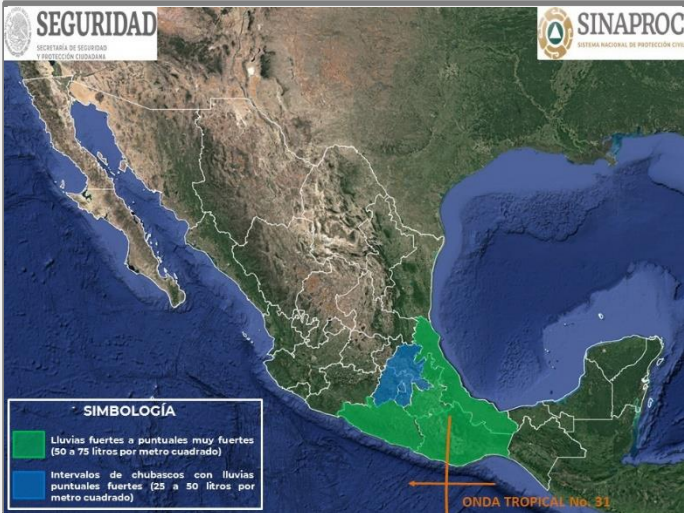 SEGURIDAD
SECRETARÍA DE SEGURIDAD
Y PROTECCIÓN CIUDADANA
SINAPROC
SISTEMA NACIONAL DE PROTECCIÓN CIVIL
SIMBOLOGÍA
Lluvias fuertes a puntuales muy fuertes
(50 a 75 litros por metro cuadrado)
Intervalos de chubascos con lluvias
puntuales fuertes (25 a 50 litros por
metro cuadrado)
ONDA TROPICAL No. 31